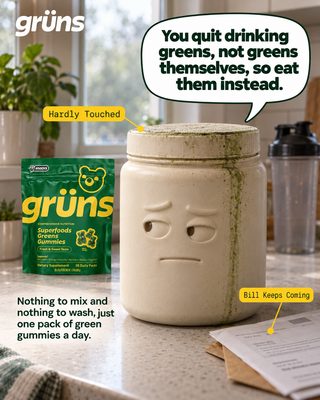 grüns
You quit drinking
greens, not greens
themselves, so eat
them instead.
Hardly Touched
grüns
Superfoods
Greens
Gummies
Nothing to mix and
nothing to wash, just
one pack of green
gummies a day.
Bill Keeps Coming